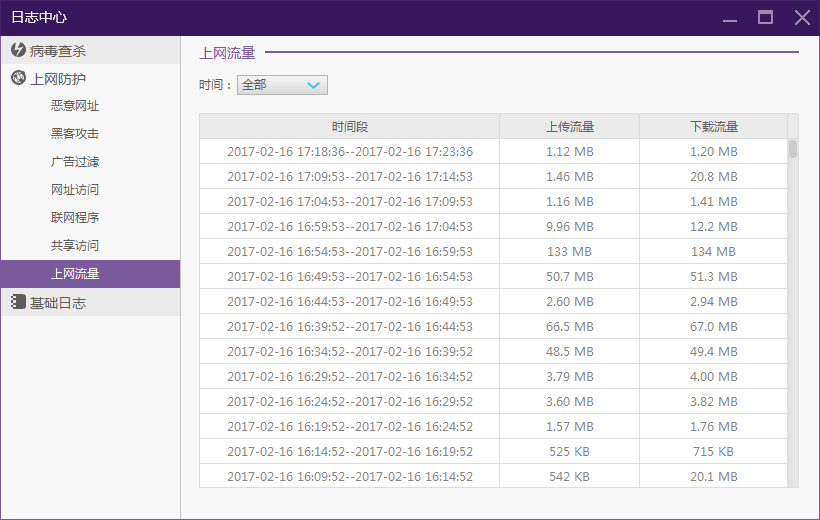 日志中心
病毒查杀
上网防护
恶意网址
黑客攻击
广告过滤
网址访问
联网程序
共享访问
上网流量
基础日志
上网流量
时间： 全部
时间段 上传流量 下载流量
2017-02-16 17:18:36--2017-02-16 17:23:36 1.12 MB 1.20 MB
2017-02-16 17:09:53--2017-02-16 17:14:53 1.46 MB 20.8 MB
2017-02-16 17:04:53--2017-02-16 17:09:53 1.16 MB 1.41 MB
2017-02-16 16:59:53--2017-02-16 17:04:53 9.96 MB 12.2 MB
2017-02-16 16:54:53--2017-02-16 16:59:53 133 MB 134 MB
2017-02-16 16:49:53--2017-02-16 16:54:53 50.7 MB 51.3 MB
2017-02-16 16:44:53--2017-02-16 16:49:53 2.60 MB 2.94 MB
2017-02-16 16:39:52--2017-02-16 16:44:53 66.5 MB 67.0 MB
2017-02-16 16:34:52--2017-02-16 16:39:52 48.5 MB 49.4 MB
2017-02-16 16:29:52--2017-02-16 16:34:52 3.79 MB 4.00 MB
2017-02-16 16:24:52--2017-02-16 16:29:52 3.60 MB 3.82 MB
2017-02-16 16:19:52--2017-02-16 16:24:52 1.57 MB 1.76 MB
2017-02-16 16:14:52--2017-02-16 16:19:52 525 KB 715 KB
2017-02-16 16:09:52--2017-02-16 16:14:52 542 KB 20.1 MB